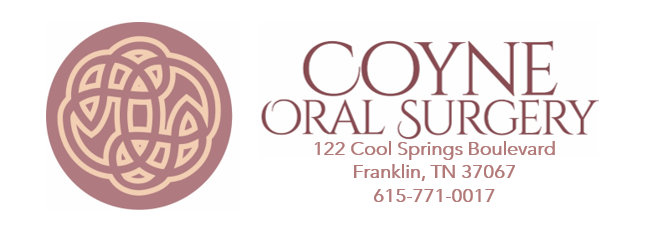 COYNE
ORAL SURGERY
122 Cool Springs Boulevard
Franklin, TN 37067
615-771-0017